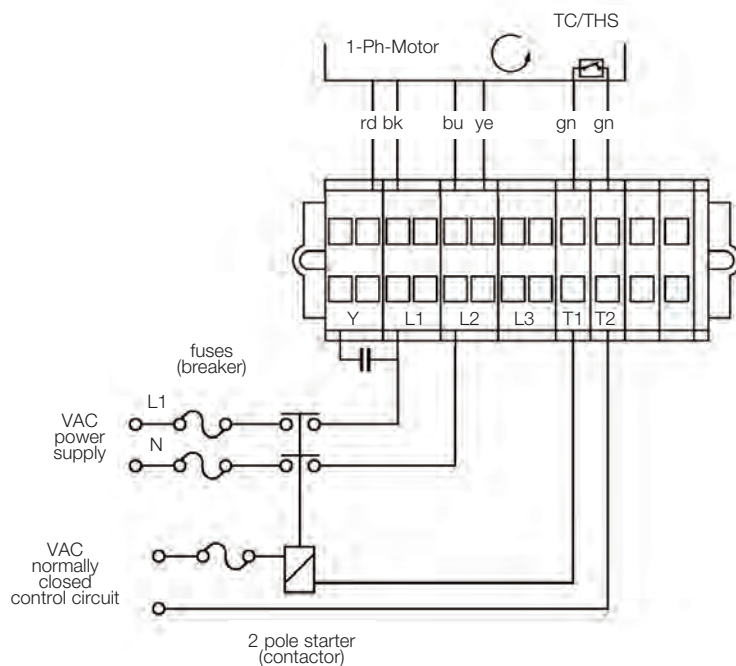 TC/THS
1-Ph-Motor
rd bk bu ye gn gn
Y L1 L2 L3 T1 T2
fuses
(breaker)
L1
VAC
power
supply
N
VAC
normally
closed
control circuit
2 pole starter
(contactor)